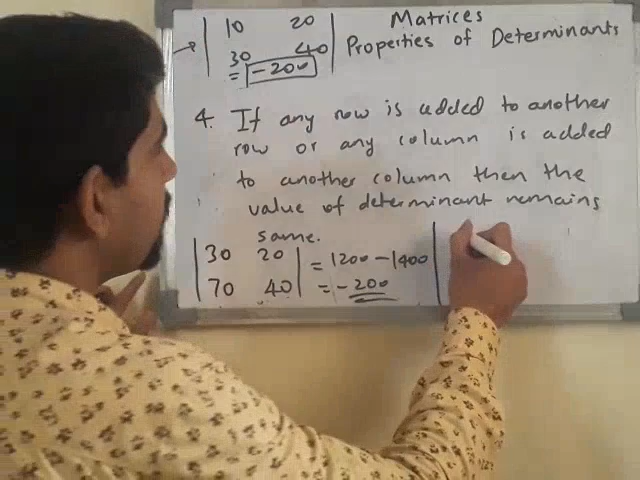 Matrices
Properties of Determinants
10 20
30 40
= -200
4. If any row is added to another
row or any column is added
to another column then the
value of determinant remains
same.
30 20
70 40
= 1200 - 1400
= -200